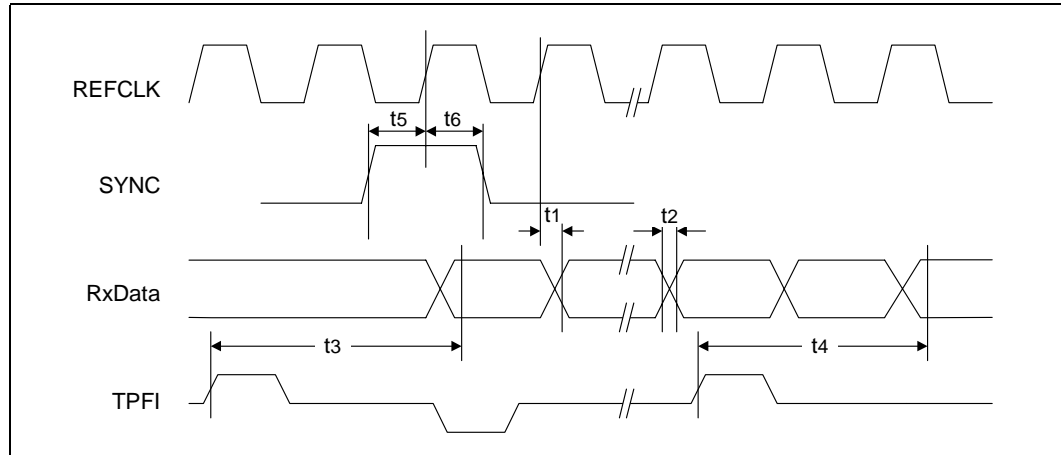 REFCLK
t5 t6
SYNC
t1 t2
RxData
t3 t4
TPFI